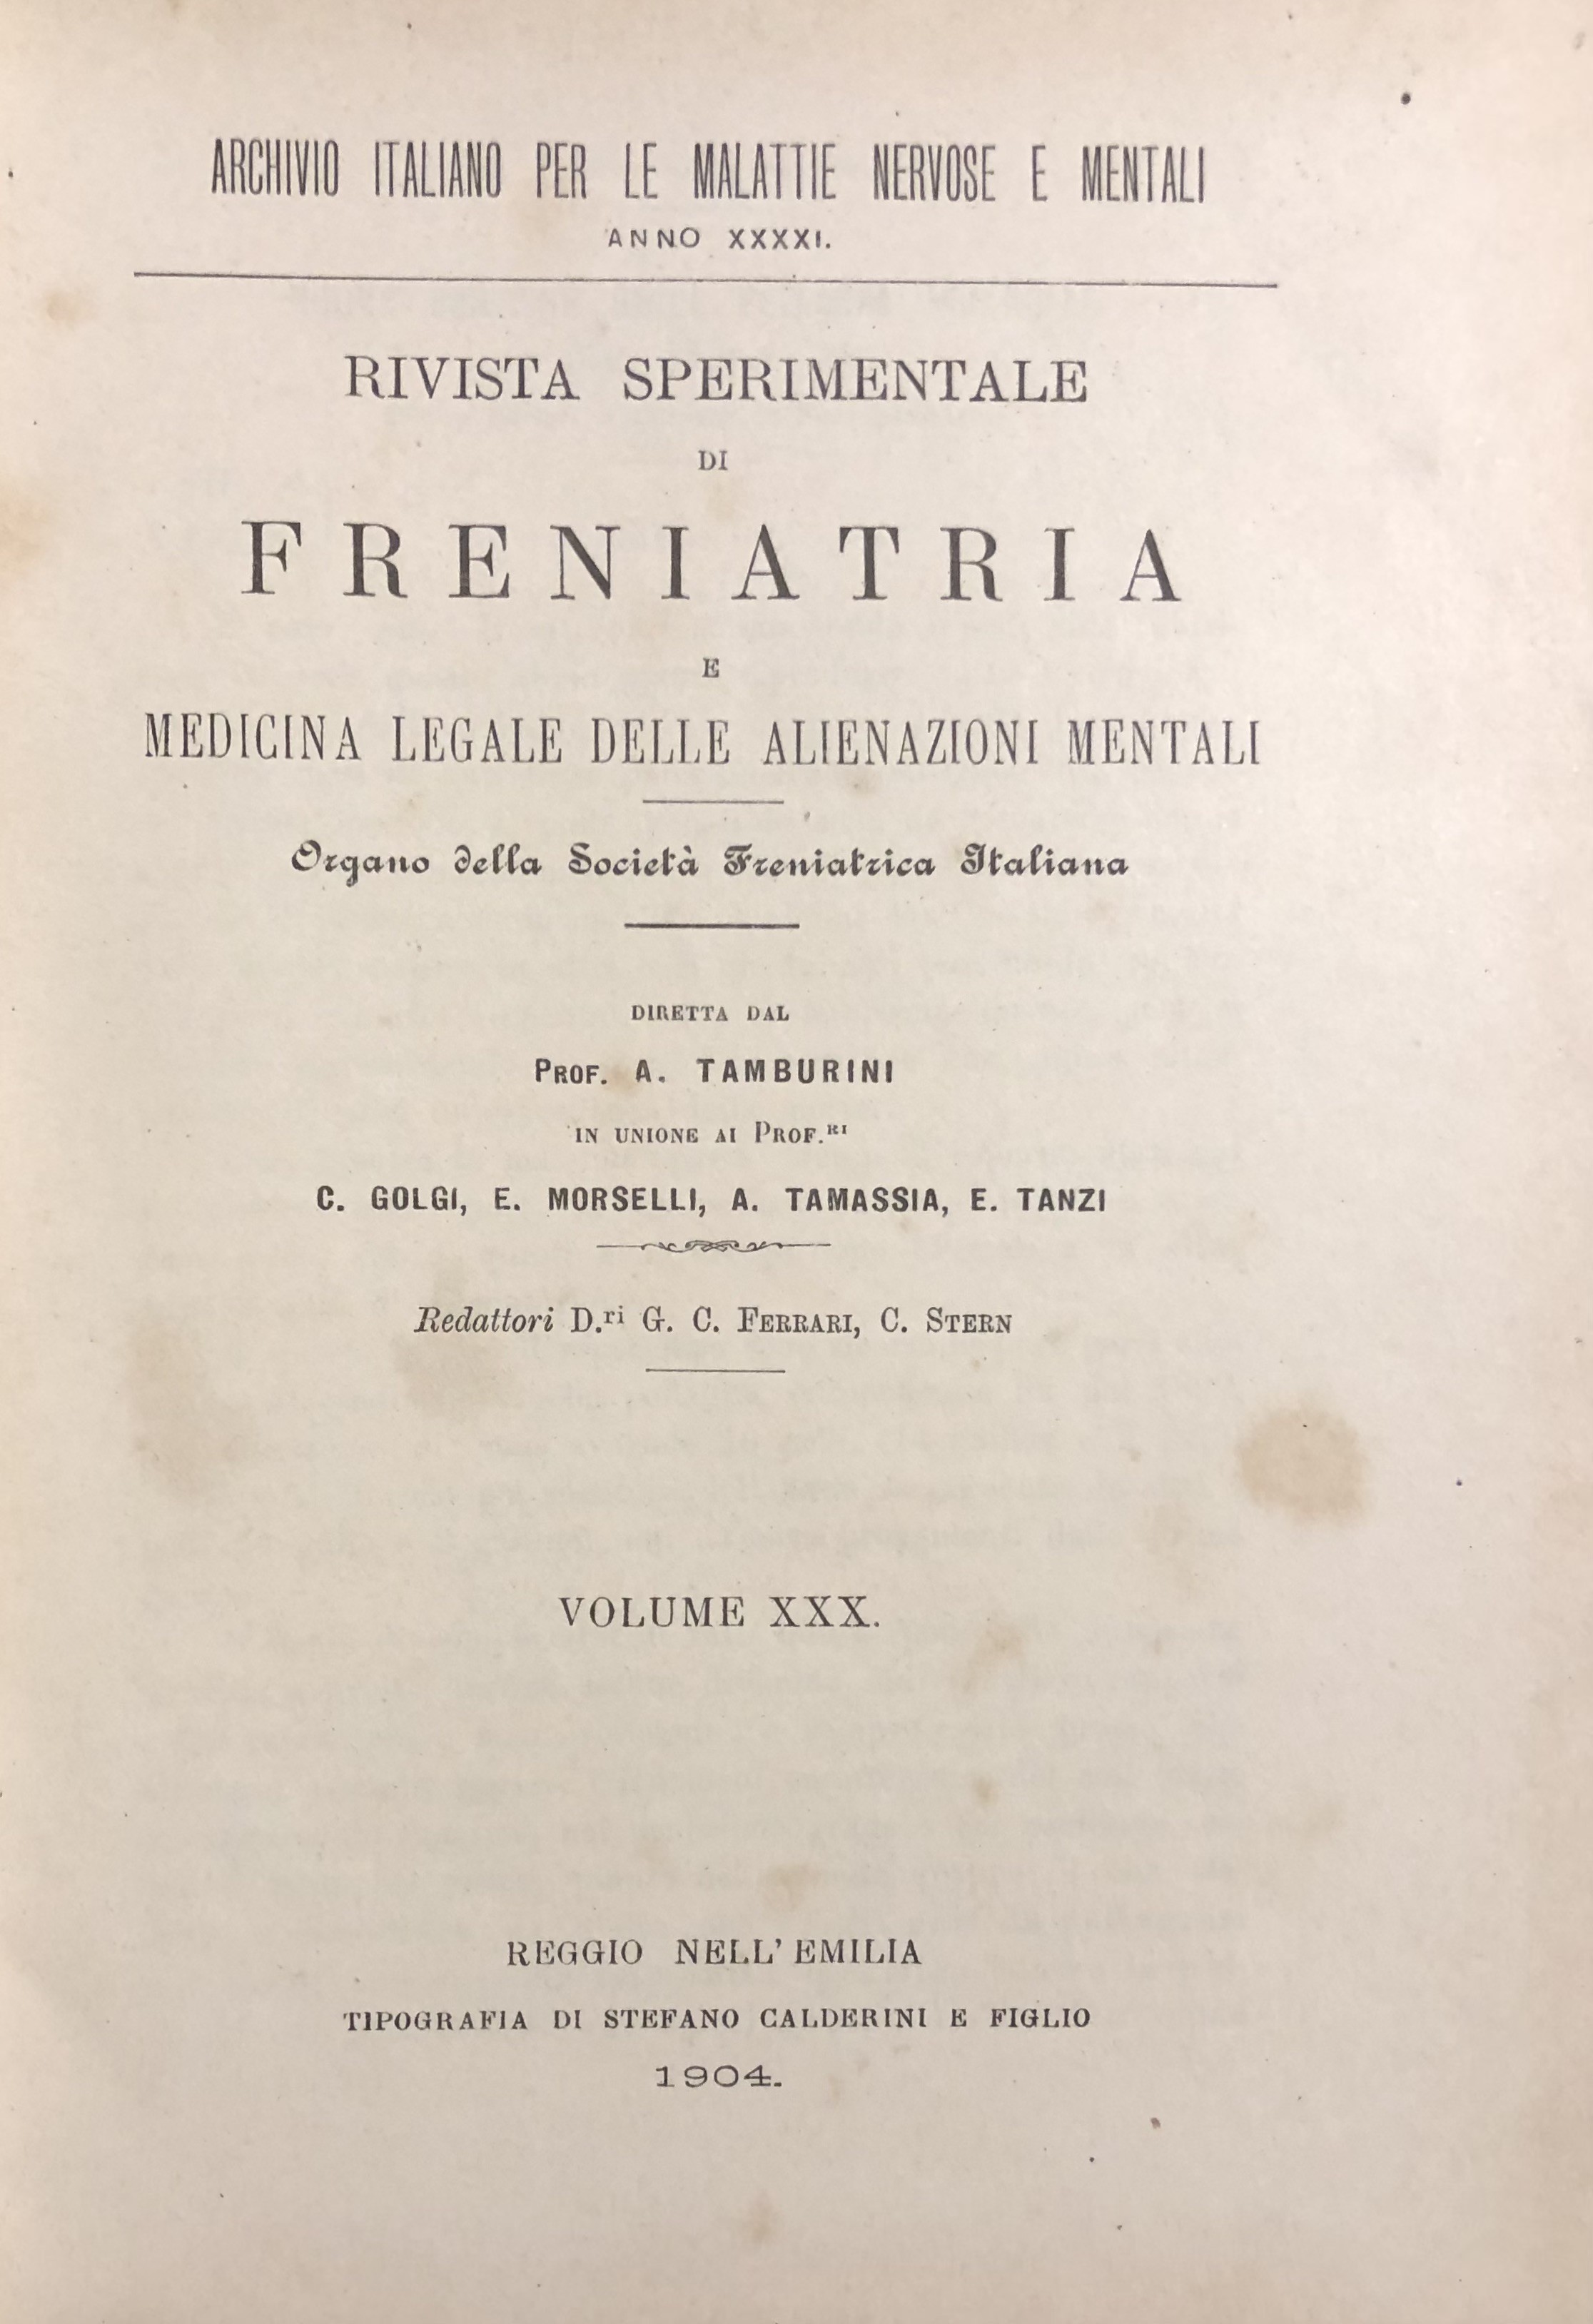 ARCHIVIO ITALIANO PER LE MALATTIE NERVOSE E MENTALI
ANNO XXXXI.
RIVISTA SPERIMENTALE
DI
FRENIATRIA
E
MEDICINA LEGALE DELLE ALIENAZIONI MENTALI
Organo della Società Freniatrica Italiana
DIRETTA DAL
PROF. A. TAMBURINI
IN UNIONE AI PROF.RI
C. GOLGI, E. MORSELLI, A. TAMASSIA, E. TANZI
Redattori D.ri G. C. FERRARI, C. STERN
VOLUME XXX.
REGGIO NELL' EMILIA
TIPOGRAFIA DI STEFANO CALDERINI E FIGLIO
1904.